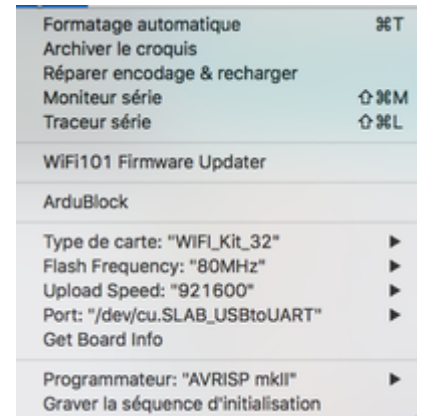 Formatage automatique ⌘T
Archiver le croquis
Réparer encodage & recharger
Moniteur série ⇧⌘M
Traceur série ⇧⌘L
WiFi101 Firmware Updater
ArduBlock
Type de carte: "WIFI_Kit_32" ▶
Flash Frequency: "80MHz" ▶
Upload Speed: "921600" ▶
Port: "/dev/cu.SLAB_USBtoUART" ▶
Get Board Info
Programmateur: "AVRISP mkII" ▶
Graver la séquence d'initialisation